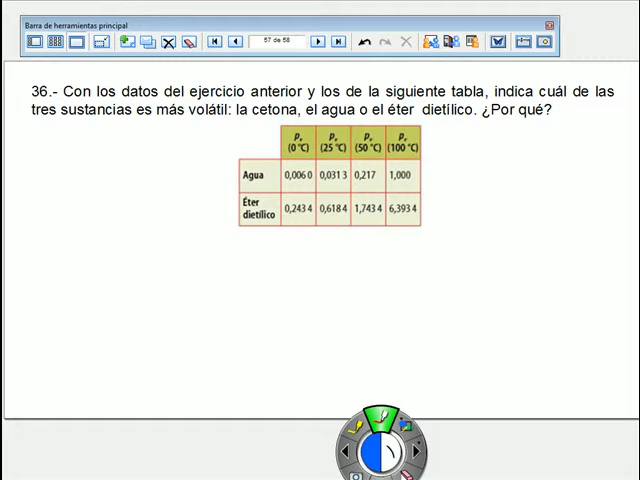 Barra de herramientas principal
57 de 58
36.- Con los datos del ejercicio anterior y los de la siguiente tabla, indica cuál de las
tres sustancias es más volátil: la cetona, el agua o el éter dietílico. ¿Por qué?
Pv Pv Pv Pv
(0 °C) (25 °C) (50 °C) (100 °C)
Agua 0,006 0 0,031 3 0,217 1,000
Éter
dietílico 0,243 4 0,618 4 1,743 4 6,393 4